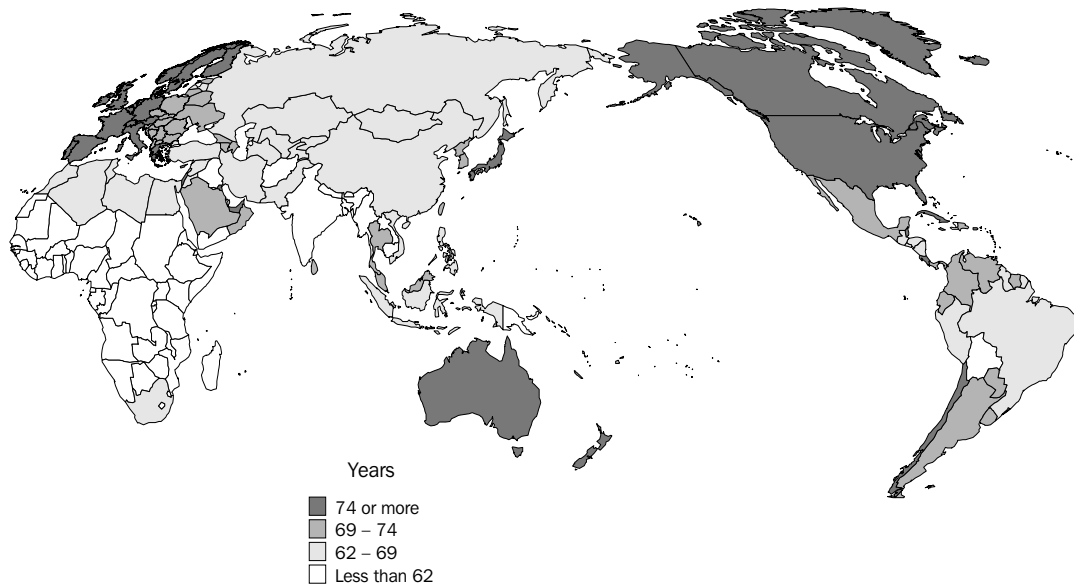 Years
74 or more
69 – 74
62 – 69
Less than 62